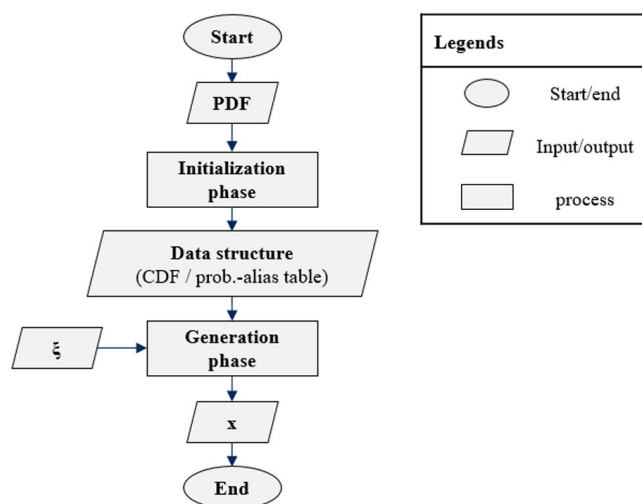 Start
PDF
Initialization
phase
Data structure
(CDF / prob.-alias table)
ξ
Generation
phase
x
End
Legends
Start/end
Input/output
process